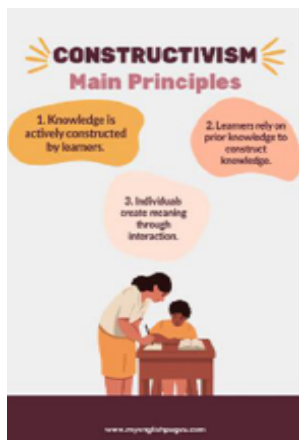 CONSTRUCTIVISM
Main Principles
1. Knowledge is
actively constructed
by learners.
2. Learners rely on
prior knowledge to
construct
knowledge.
3. Individuals
create meaning
through
interaction.
www.myenglishpages.com